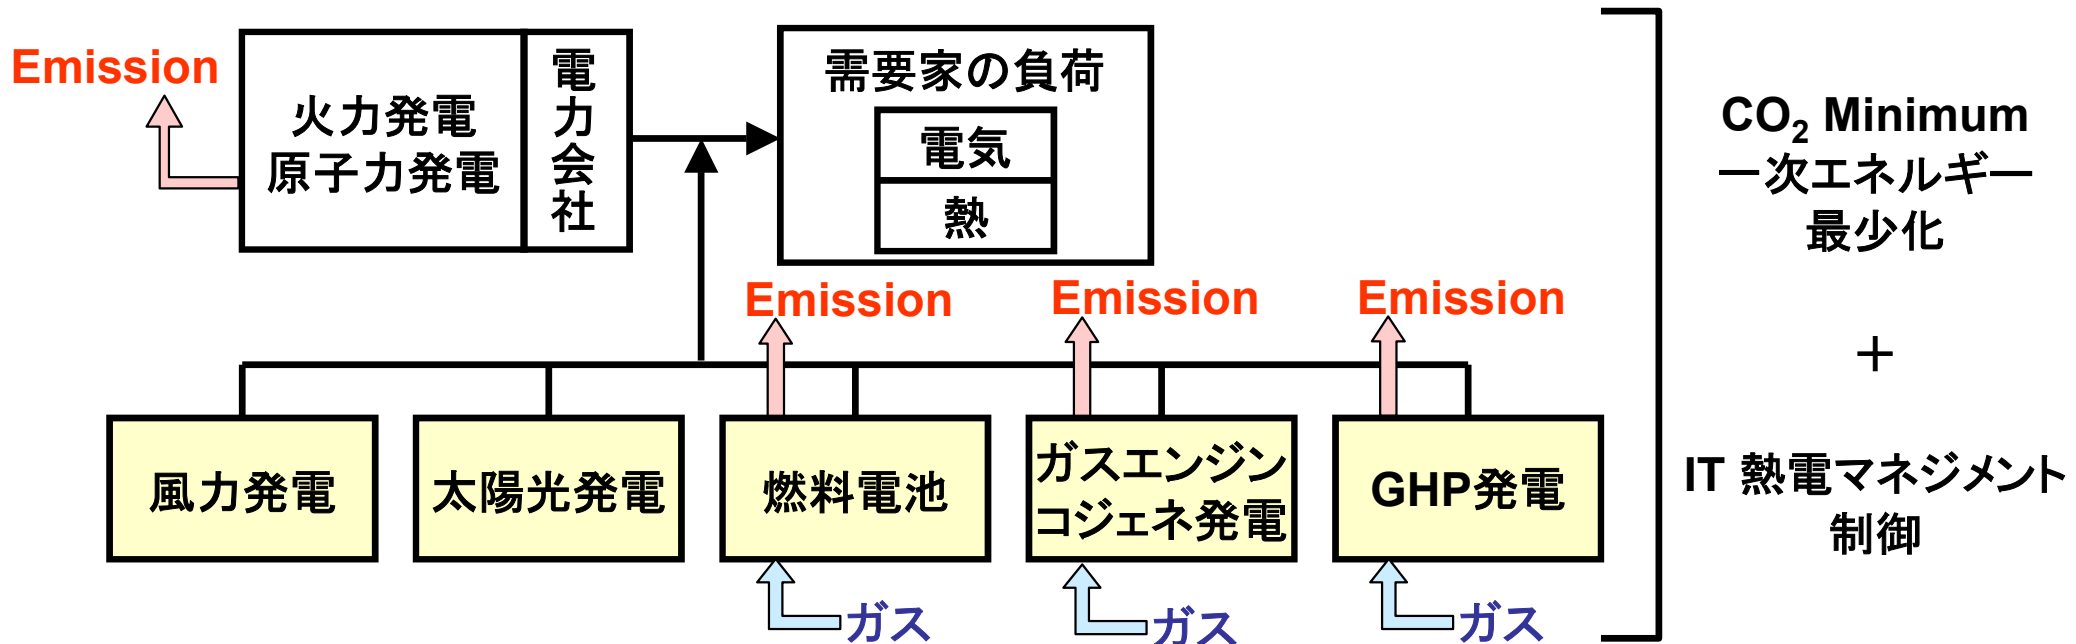 Emission
火力発電
原子力発電
電力会社
需要家の負荷
電気
熱
CO₂ Minimum
一次エネルギー
最少化
+
IT 熱電マネジメント
制御
Emission
Emission
Emission
風力発電
太陽光発電
燃料電池
ガスエンジン
コジェネ発電
GHP発電
ガス
ガス
ガス